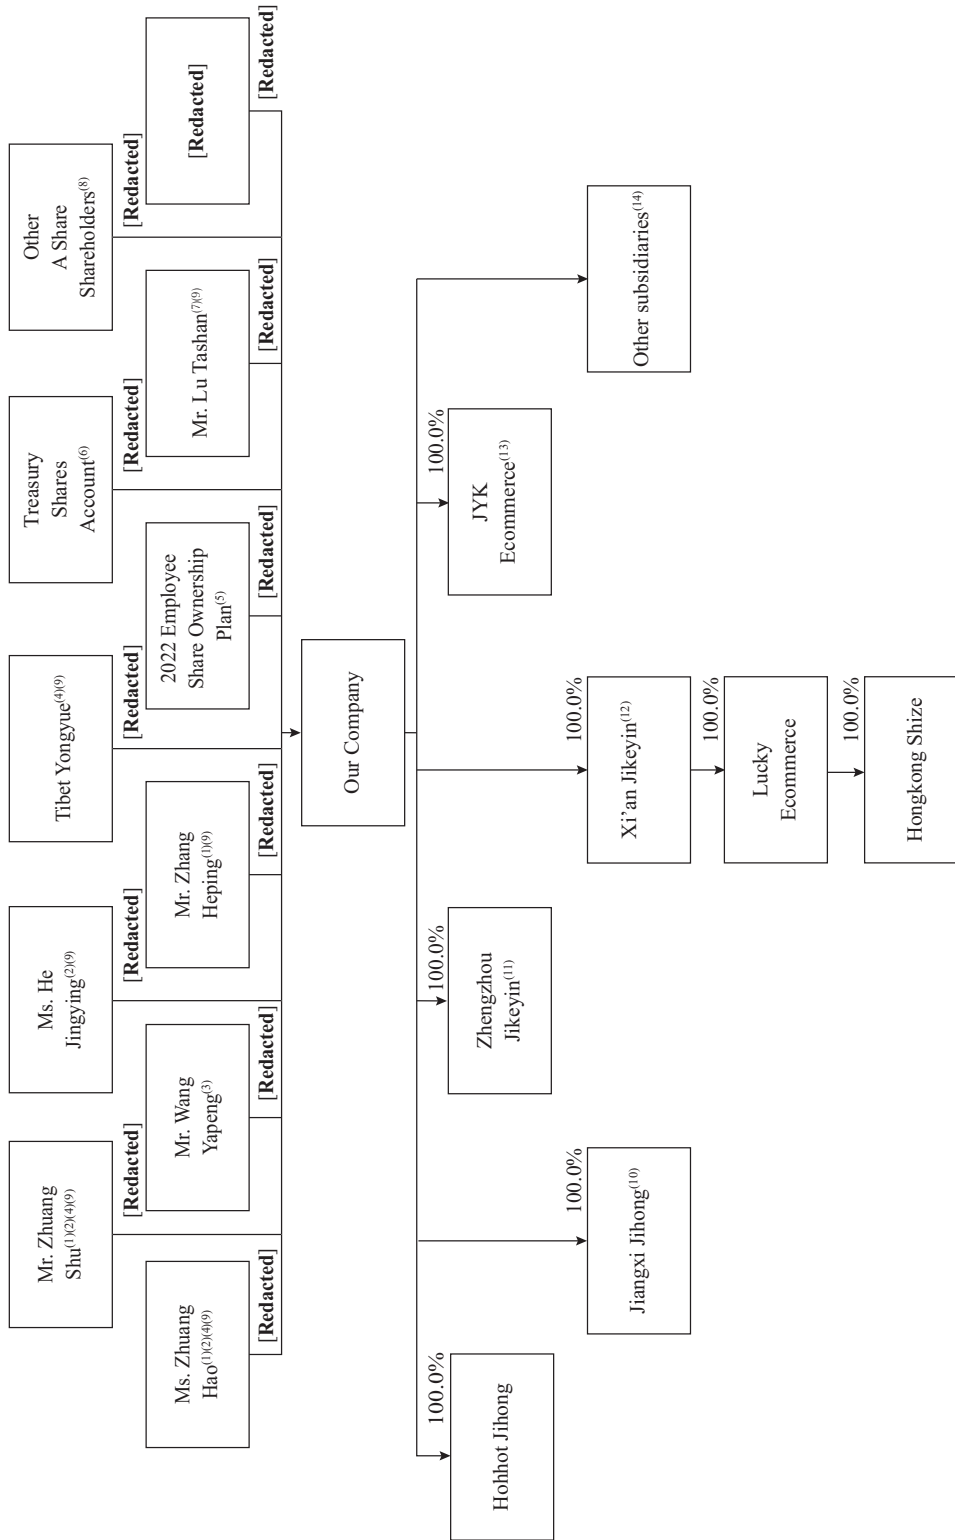 Mr. Zhuang
Shu(1)(2)(4)(9)
[Redacted]
Ms. He
Jingying(2)(9)
[Redacted]
Tibet Yongyue(4)(9)
[Redacted]
Treasury
Shares
Account(6)
[Redacted]
Other
A Share
Shareholders(8)
[Redacted]
Ms. Zhuang
Hao(1)(2)(4)(9)
[Redacted]
Mr. Wang
Yapeng(3)
[Redacted]
Mr. Zhang
Heping(1)(9)
[Redacted]
2022 Employee
Share Ownership
Plan(5)
[Redacted]
Mr. Lu Tashan(7)(9)
[Redacted]
[Redacted]
[Redacted]
Our Company
100.0%
Hohhot Jihong
100.0%
Zhengzhou
Jikeyin(11)
100.0%
JYK
Ecommerce(13)
100.0%
Jiangxi Jihong(10)
100.0%
Xi'an Jikeyin(12)
Other subsidiaries(14)
100.0%
Lucky
Ecommerce
100.0%
Hongkong Shize